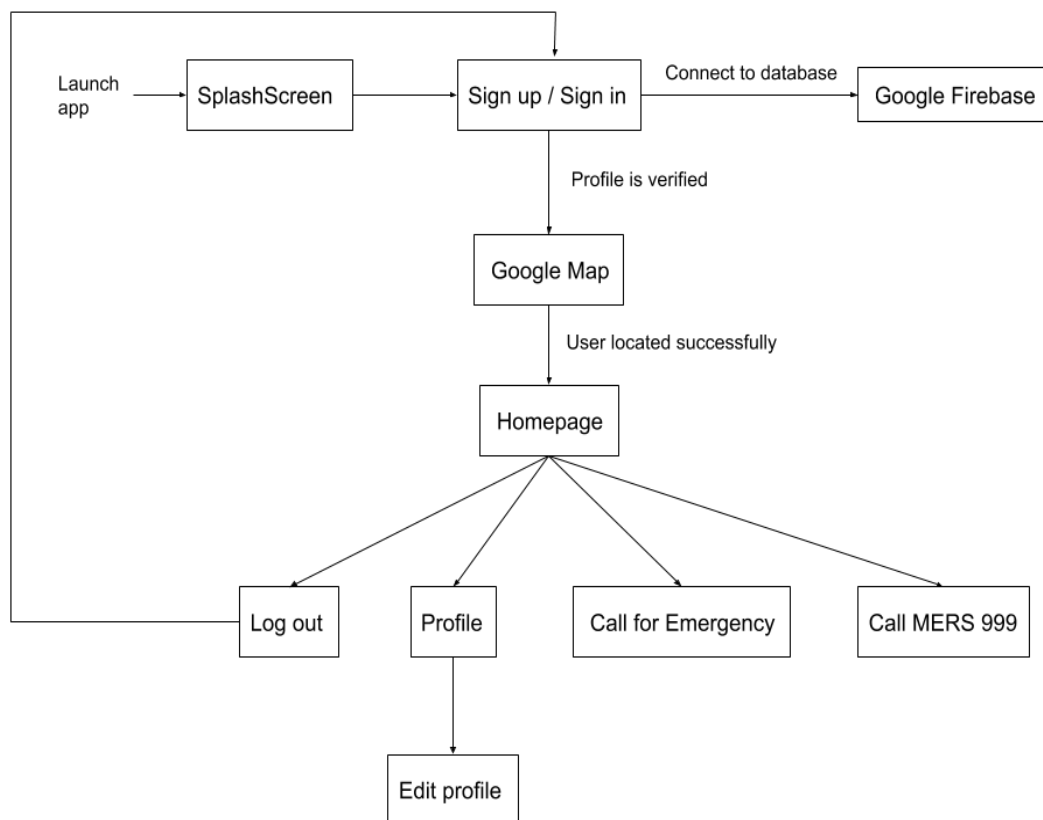 Launch
app
SplashScreen
Sign up / Sign in
Connect to database
Google Firebase
Profile is verified
Google Map
User located successfully
Homepage
Log out
Profile
Call for Emergency
Call MERS 999
Edit profile